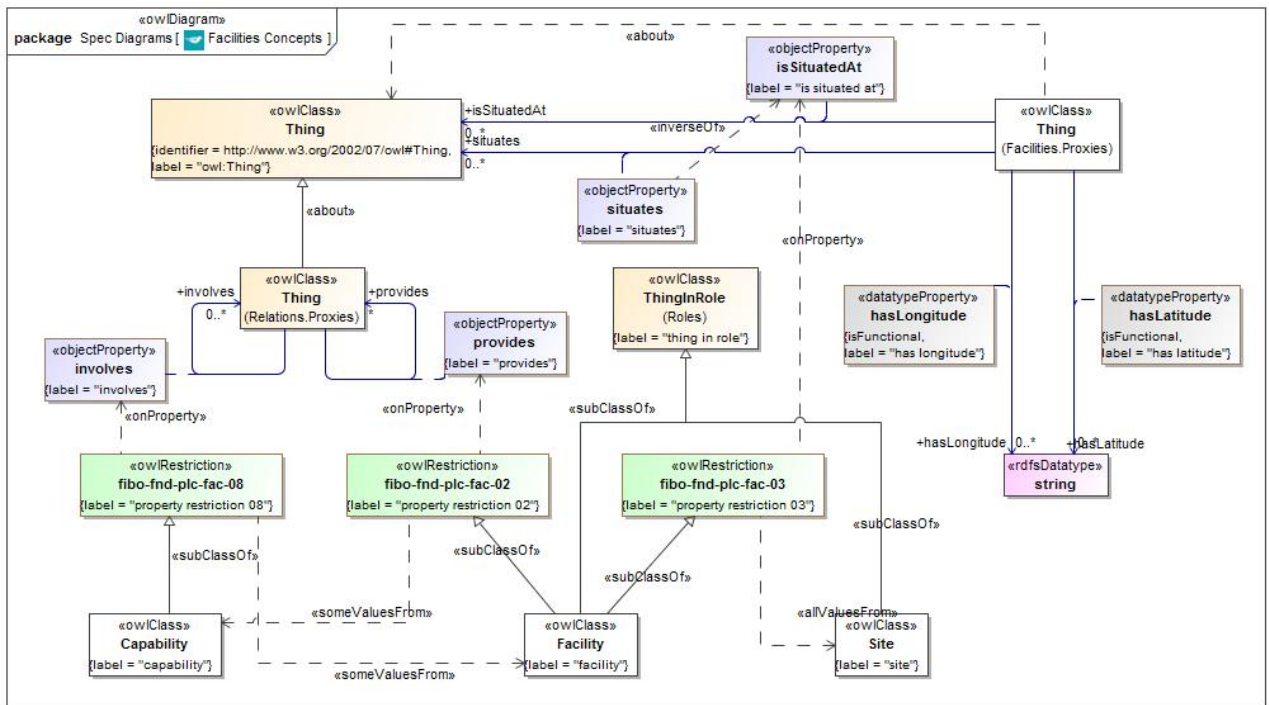 «owlDiagram»
package Spec Diagrams [ Facilities Concepts ]
«about»
«objectProperty»
isSituatedAt
{label = "is situated at"}
«owlClass»
Thing
{identifier = http://www.w3.org/2002/07/owl#Thing,
label = "owl:Thing"}
+isSituatedAt
0..*
+situates
0..*
«inverseOf»
«owlClass»
Thing
(Facilities.Proxies)
«objectProperty»
situates
{label = "situates"}
«about»
«onProperty»
«owlClass»
Thing
(Relations.Proxies)
+involves
0..*
+provides
*
«owlClass»
ThingInRole
(Roles)
{label = "thing in role"}
«datatypeProperty»
hasLongitude
{isFunctional,
label = "has longitude"}
«datatypeProperty»
hasLatitude
{isFunctional,
label = "has latitude"}
«objectProperty»
involves
{label = "involves"}
«objectProperty»
provides
{label = "provides"}
«onProperty»
«onProperty»
«subClassOf»
+hasLongitude
0..*
0..*
+hasLatitude
«rdfsDatatype»
string
«owlRestriction»
fibo-fnd-plc-fac-08
{label = "property restriction 08"}
«owlRestriction»
fibo-fnd-plc-fac-02
{label = "property restriction 02"}
«owlRestriction»
fibo-fnd-plc-fac-03
{label = "property restriction 03"}
«subClassOf»
«subClassOf»
«subClassOf»
«subClassOf»
«someValuesFrom»
«allValuesFrom»
«owlClass»
Capability
{label = "capability"}
«owlClass»
Facility
{label = "facility"}
«owlClass»
Site
{label = "site"}
«someValuesFrom»